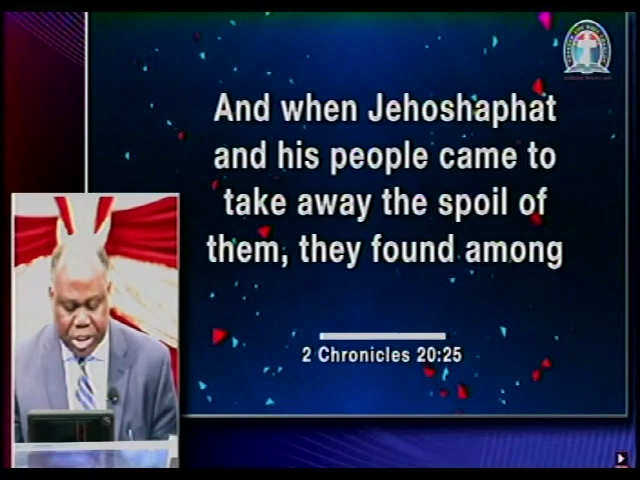 And when Jehoshaphat
and his people came to
take away the spoil of
them, they found among
2 Chronicles 20:25